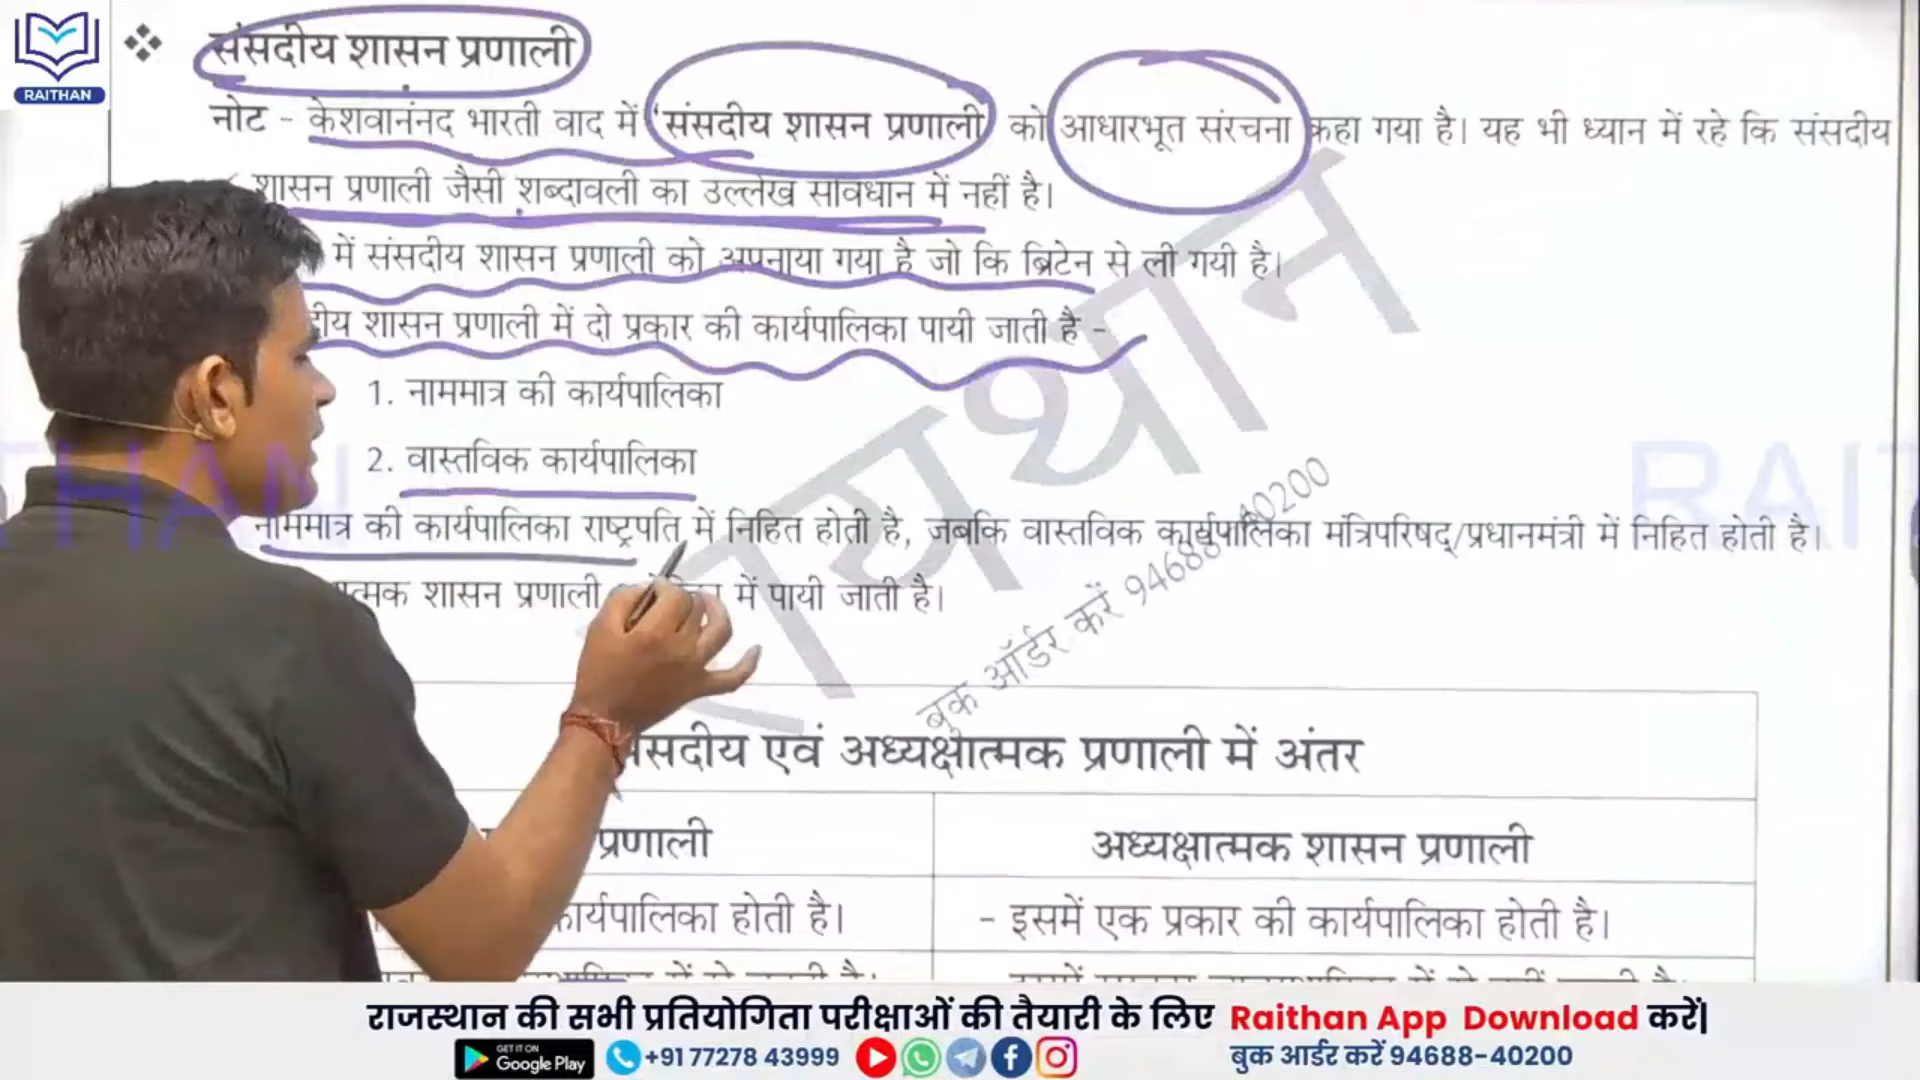 RAITHAN
❖ संसदीय शासन प्रणाली
नोट - केशवानंनद भारती वाद में 'संसदीय शासन प्रणाली' को आधारभूत संरचना कहा गया है। यह भी ध्यान में रहे कि संसदीय
शासन प्रणाली जैसी शब्दावली का उल्लेख संविधान में नहीं है।
में संसदीय शासन प्रणाली को अपनाया गया है जो कि ब्रिटेन से ली गयी है।
शासन प्रणाली में दो प्रकार की कार्यपालिका पायी जाती है -
1. नाममात्र की कार्यपालिका
2. वास्तविक कार्यपालिका
नाममात्र की कार्यपालिका राष्ट्रपति में निहित होती है, जबकि वास्तविक कार्यपालिका मंत्रिपरिषद्/प्रधानमंत्री में निहित होती है।
शासन प्रणाली में पायी जाती है।
रायथान
बुक ऑर्डर करें 94688-40200
एवं अध्यक्षात्मक प्रणाली में अंतर
प्रणाली
अध्यक्षात्मक शासन प्रणाली
कार्यपालिका होती है।
- इसमें एक प्रकार की कार्यपालिका होती है।
राजस्थान की सभी प्रतियोगिता परीक्षाओं की तैयारी के लिए Raithan App Download करें|
GET IT ON Google Play
+91 77278 43999
बुक आर्डर करें 94688-40200